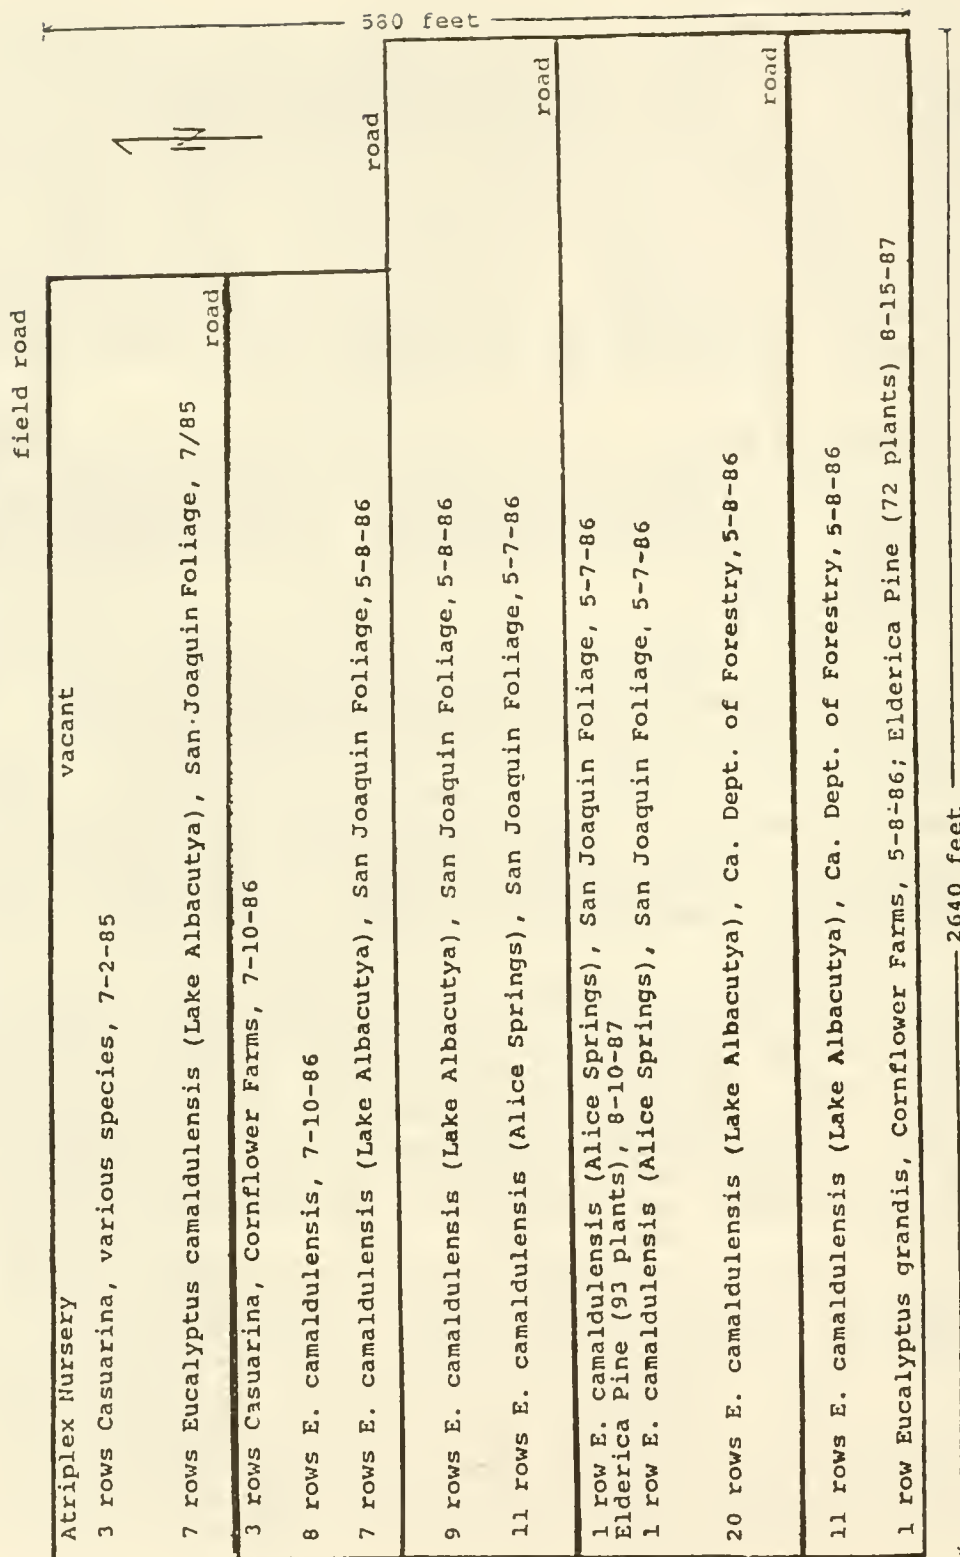 580 feet
field road
road
road
road
road
Atriplex Nursery vacant
3 rows Casuarina, various species, 7-2-85
7 rows Eucalyptus camaldulensis (Lake Albacutya), San Joaquin Foliage, 7/85
3 rows Casuarina, Cornflower Farms, 7-10-86
8 rows E. camaldulensis, 7-10-86
7 rows E. camaldulensis (Lake Albacutya), San Joaquin Foliage, 5-8-86
9 rows E. camaldulensis (Lake Albacutya), San Joaquin Foliage, 5-8-86
11 rows E. camaldulensis (Alice Springs), San Joaquin Foliage, 5-7-86
1 row E. camaldulensis (Alice Springs), San Joaquin Foliage, 5-7-86
Elderica Pine (93 plants), 8-10-87
1 row E. camaldulensis (Alice Springs), San Joaquin Foliage, 5-7-86
20 rows E. camaldulensis (Lake Albacutya), Ca. Dept. of Forestry, 5-8-86
11 rows E. camaldulensis (Lake Albacutya), Ca. Dept. of Forestry, 5-8-86
1 row Eucalyptus grandis, Cornflower Farms, 5-8-86; Elderica Pine (72 plants) 8-15-87
2640 feet